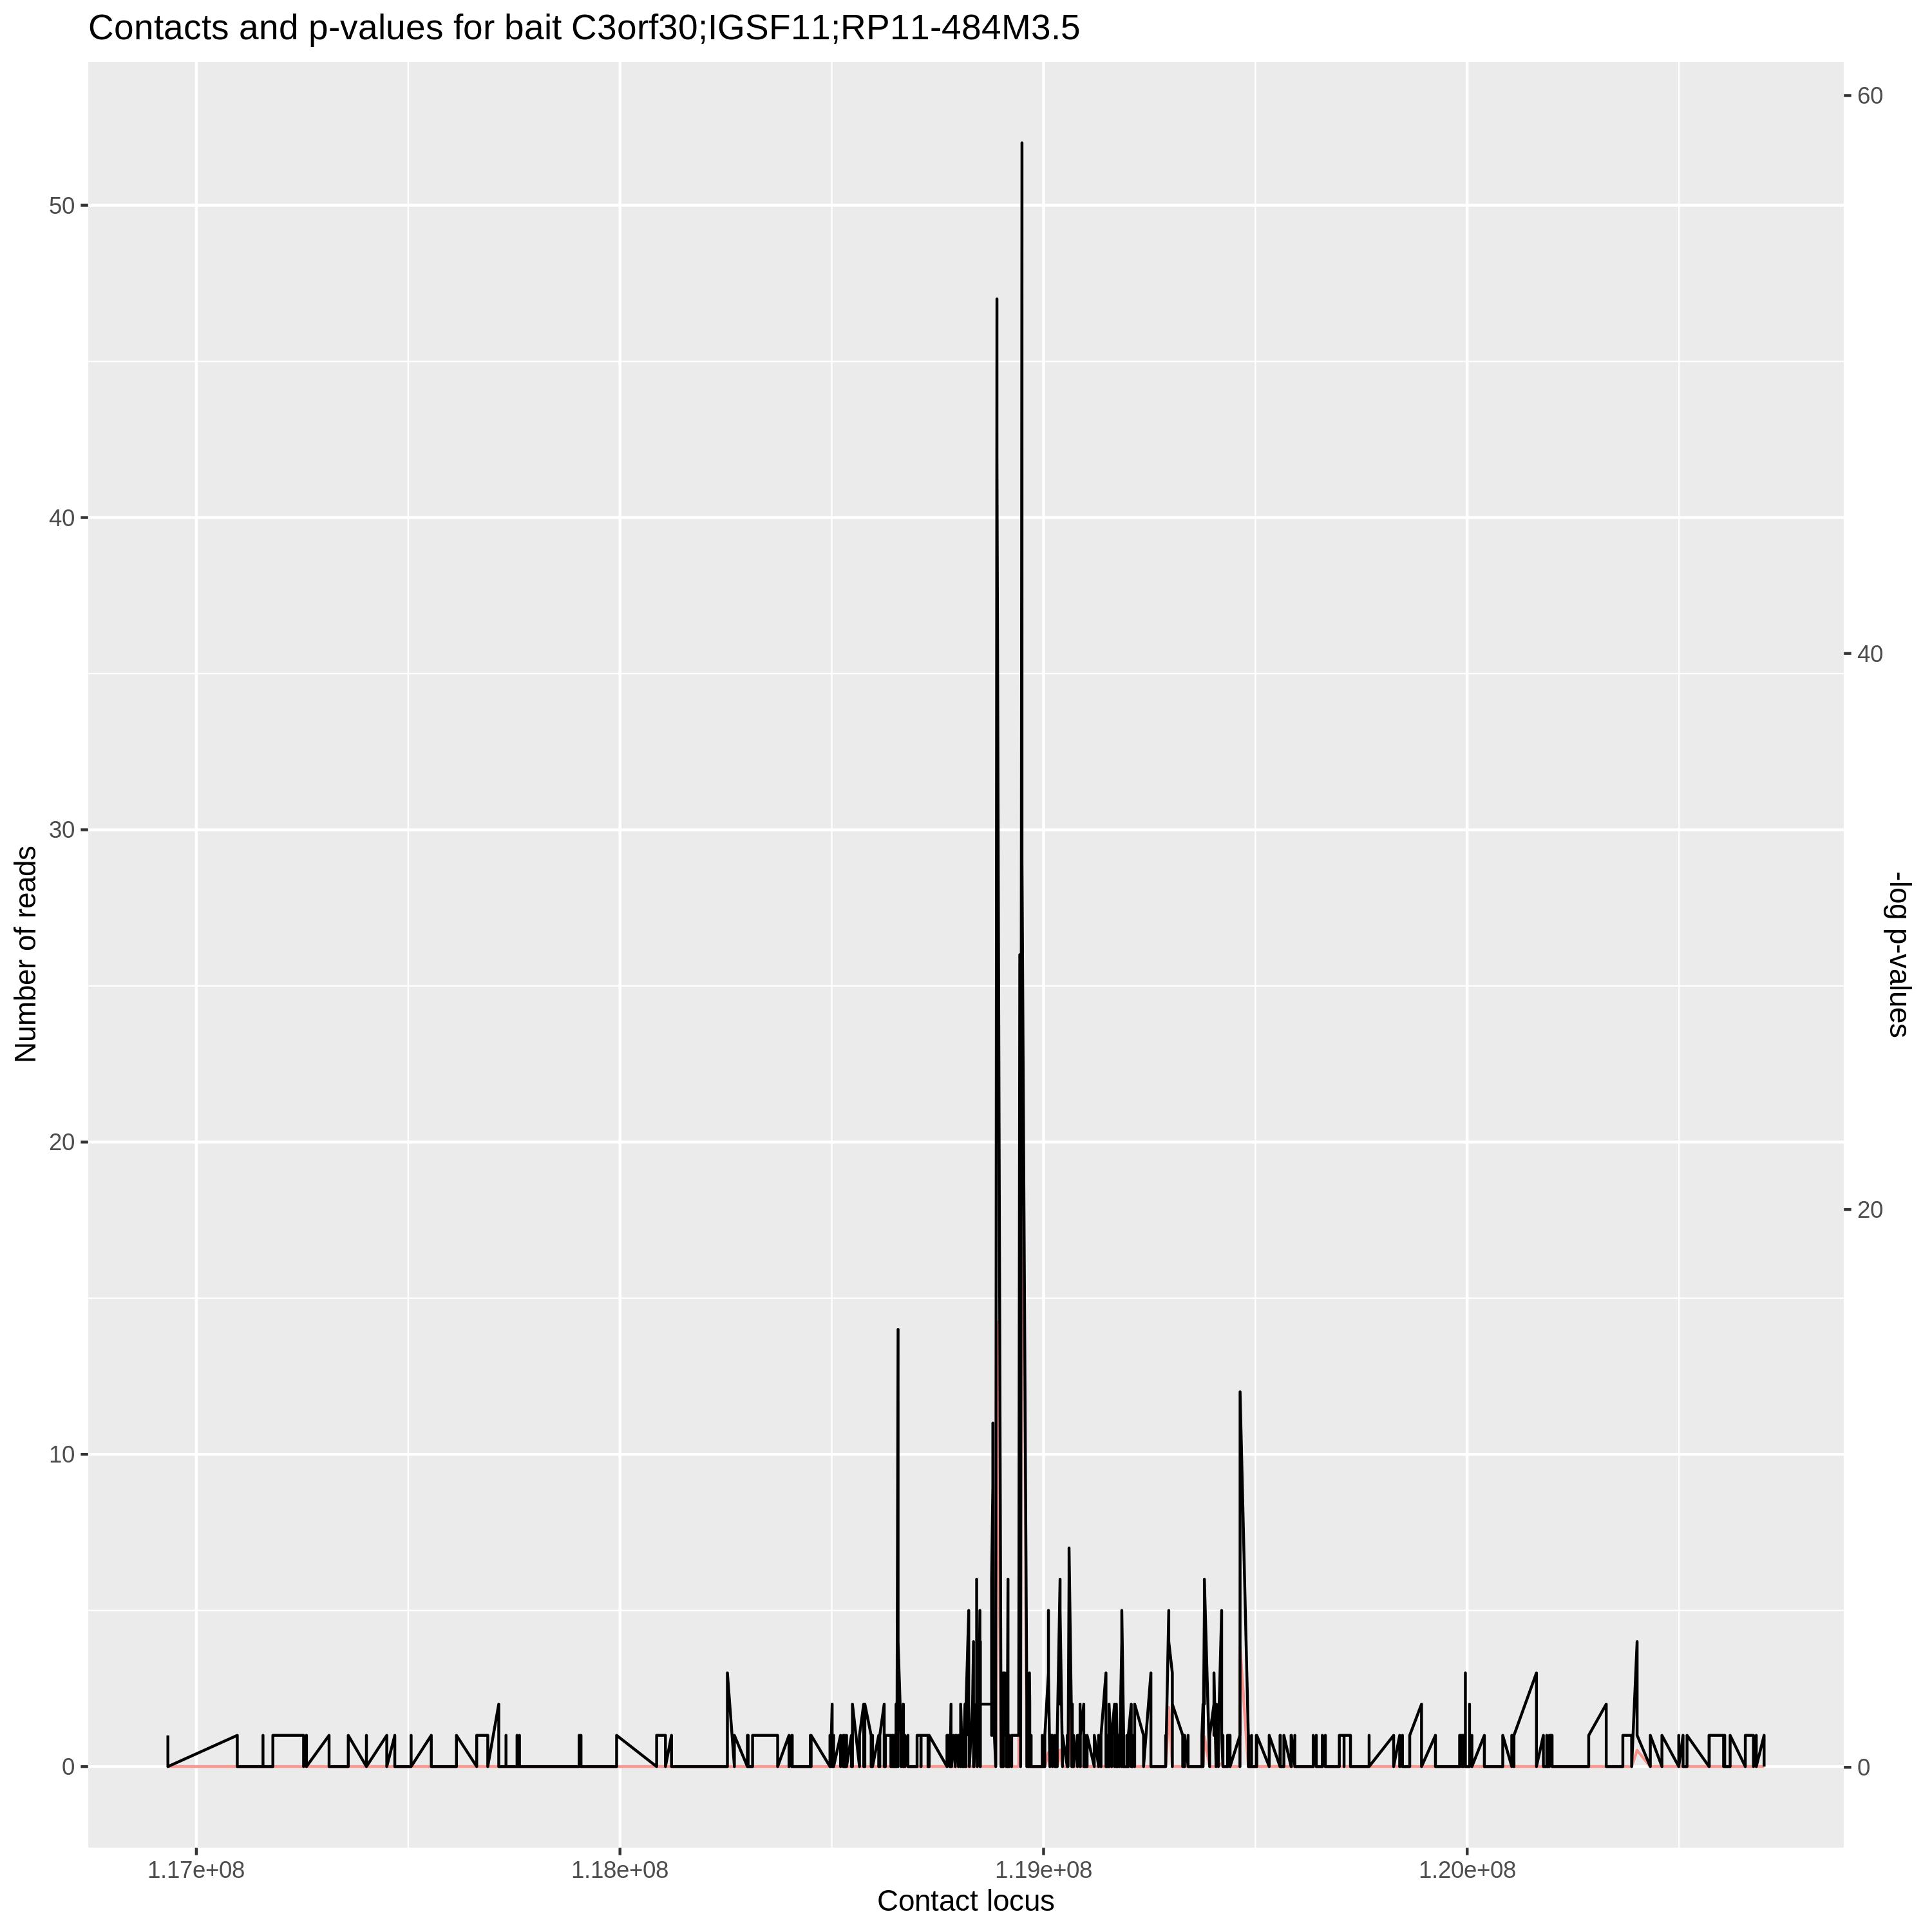 Contacts and p-values for bait C3orf30;IGSF11;RP11-484M3.5
60
50
40
40
30
Number of reads
-log p-values
20
20
10
0
0
1.17e+08
1.18e+08
1.19e+08
1.20e+08
Contact locus